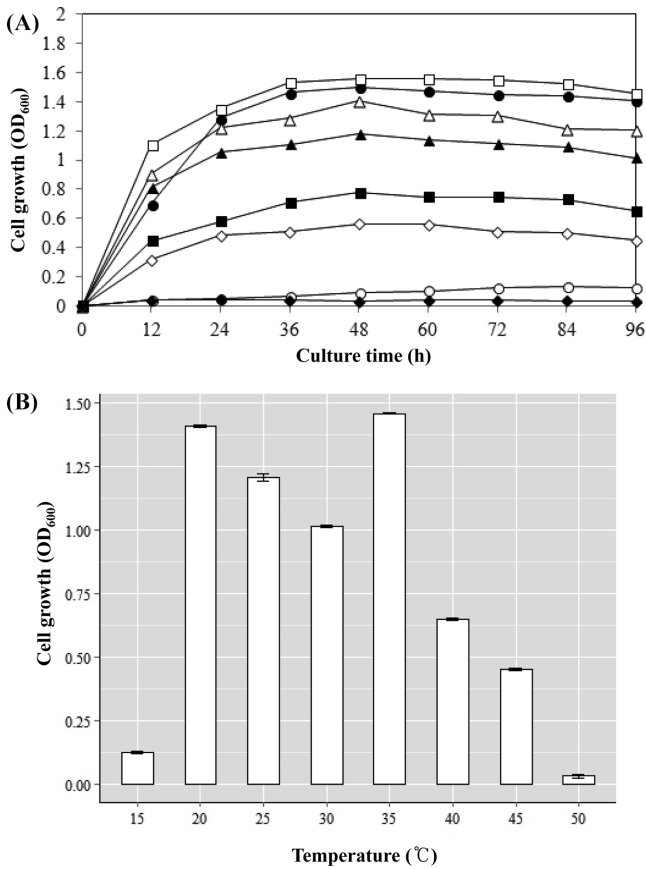 (A)
Cell growth (OD600)
2
1.8
1.6
1.4
1.2
1
0.8
0.6
0.4
0.2
0
0 12 24 36 48 60 72 84 96
Culture time (h)
(B)
Cell growth (OD600)
1.50
1.25
1.00
0.75
0.50
0.25
0.00
15 20 25 30 35 40 45 50
Temperature (℃)